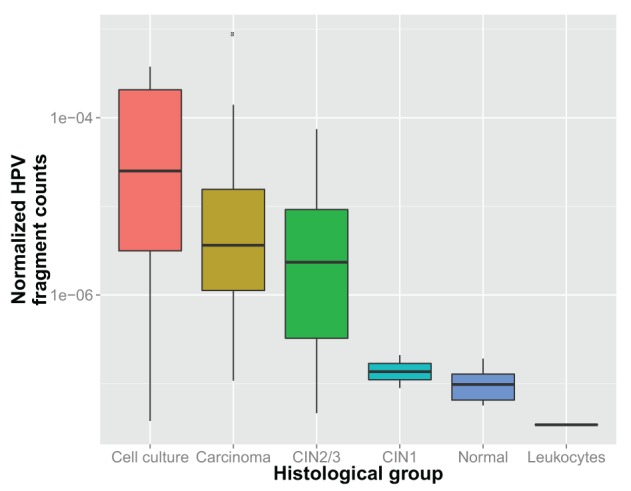 Normalized HPV
fragment counts
1e−04
1e−06
Cell culture Carcinoma CIN2/3 CIN1 Normal Leukocytes
Histological group